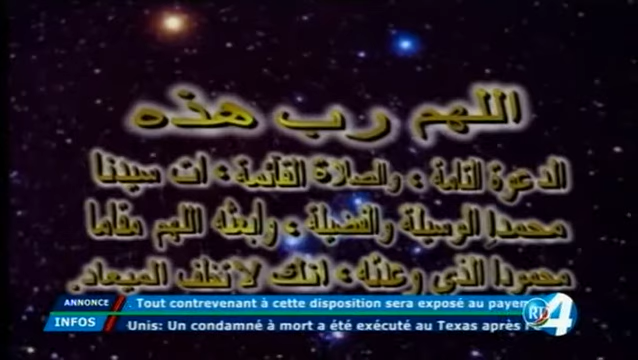 اللهم رب هذه
الدعوة التامة ، والصلاة القائمة ، ات سيدنا
محمدا الوسيلة والفضيلة ، وابعثه اللهم مقاما
محمودا الذي وعدته ، انك لا تخلف الميعاد.
ANNONCE . Tout contrevenant à cette disposition sera exposé au payem
INFOS Unis: Un condamné à mort a été exécuté au Texas après
4